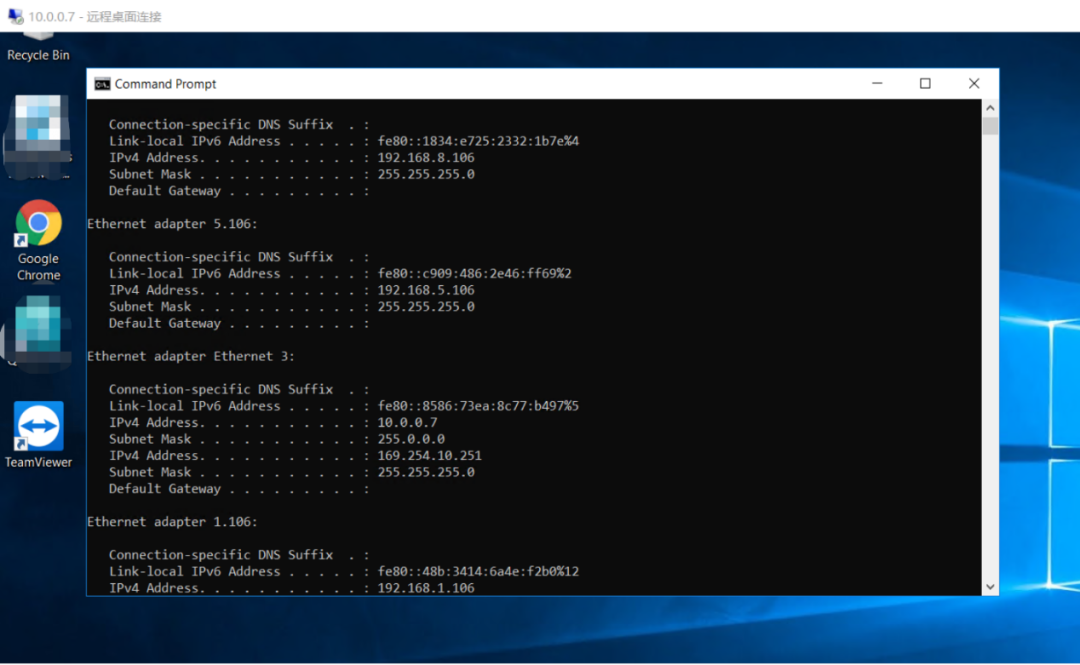 10.0.0.7 - 远程桌面连接
Recycle Bin
Command Prompt
Connection-specific DNS Suffix . :
Link-local IPv6 Address . . . . . : fe80::1834:e725:2332:1b7e%4
IPv4 Address. . . . . . . . . . . : 192.168.8.106
Subnet Mask . . . . . . . . . . . : 255.255.255.0
Default Gateway . . . . . . . . . :
Ethernet adapter 5.106:
Connection-specific DNS Suffix . :
Link-local IPv6 Address . . . . . : fe80::c909:486:2e46:ff69%2
IPv4 Address. . . . . . . . . . . : 192.168.5.106
Subnet Mask . . . . . . . . . . . : 255.255.255.0
Default Gateway . . . . . . . . . :
Ethernet adapter Ethernet 3:
Connection-specific DNS Suffix . :
Link-local IPv6 Address . . . . . : fe80::8586:73ea:8c77:b497%5
IPv4 Address. . . . . . . . . . . : 10.0.0.7
Subnet Mask . . . . . . . . . . . : 255.0.0.0
IPv4 Address. . . . . . . . . . . : 169.254.10.251
Subnet Mask . . . . . . . . . . . : 255.255.255.0
Default Gateway . . . . . . . . . :
Ethernet adapter 1.106:
Connection-specific DNS Suffix . :
Link-local IPv6 Address . . . . . : fe80::48b:3414:6a4e:f2b0%12
IPv4 Address. . . . . . . . . . . : 192.168.1.106
Google
Chrome
TeamViewer